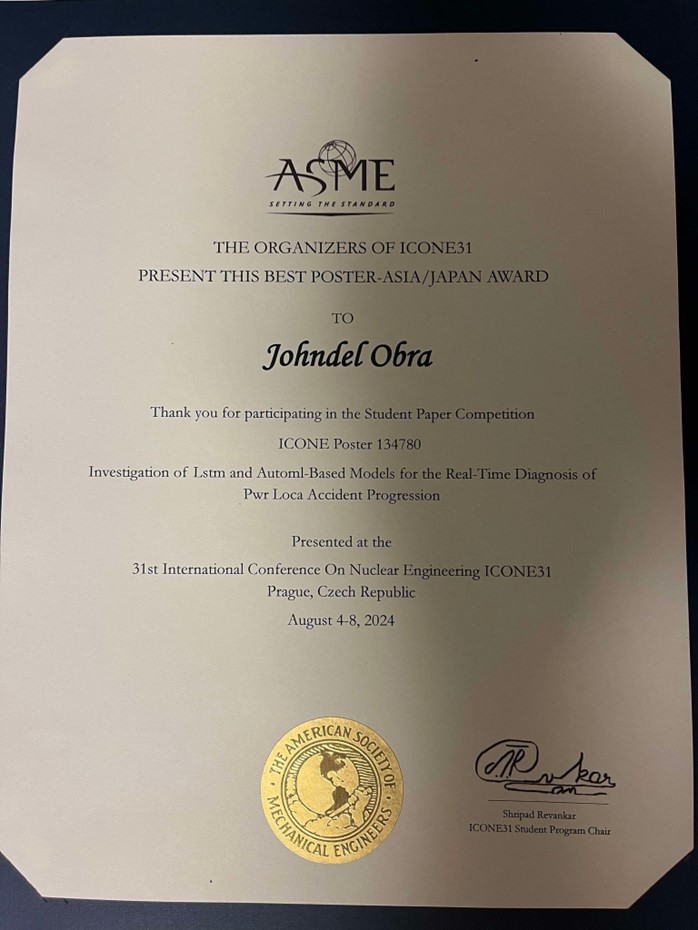 ASME
SETTING THE STANDARD
THE ORGANIZERS OF ICONE31
PRESENT THIS BEST POSTER-ASIA/JAPAN AWARD
TO
Johndel Obra
Thank you for participating in the Student Paper Competition
ICONE Poster 134780
Investigation of Lstm and Automl-Based Models for the Real-Time Diagnosis of
Pwr Loca Accident Progression
Presented at the
31st International Conference On Nuclear Engineering ICONE31
Prague, Czech Republic
August 4-8, 2024
THE AMERICAN SOCIETY OF
MECHANICAL ENGINEERS
Shripad Revankar
ICONE31 Student Program Chair